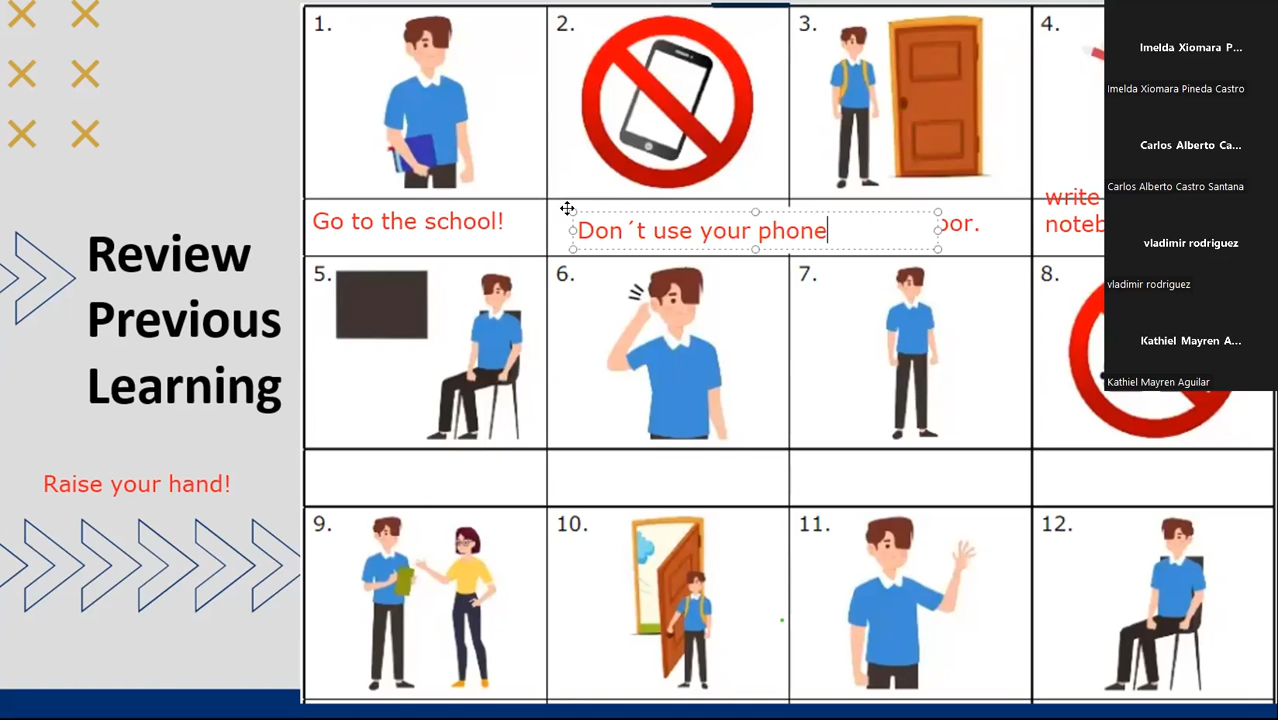 Review
Previous
Learning
Raise your hand!
1.
2.
3.
4.
Go to the school!
Don´t use your phone
write
5.
6.
7.
8.
9.
10.
11.
12.
Imelda Xiomara P...
Imelda Xiomara Pineda Castro
Carlos Alberto Ca...
Carlos Alberto Castro Santana
vladimir rodriguez
vladimir rodriguez
Kathiel Mayren A...
Kathiel Mayren Aguilar